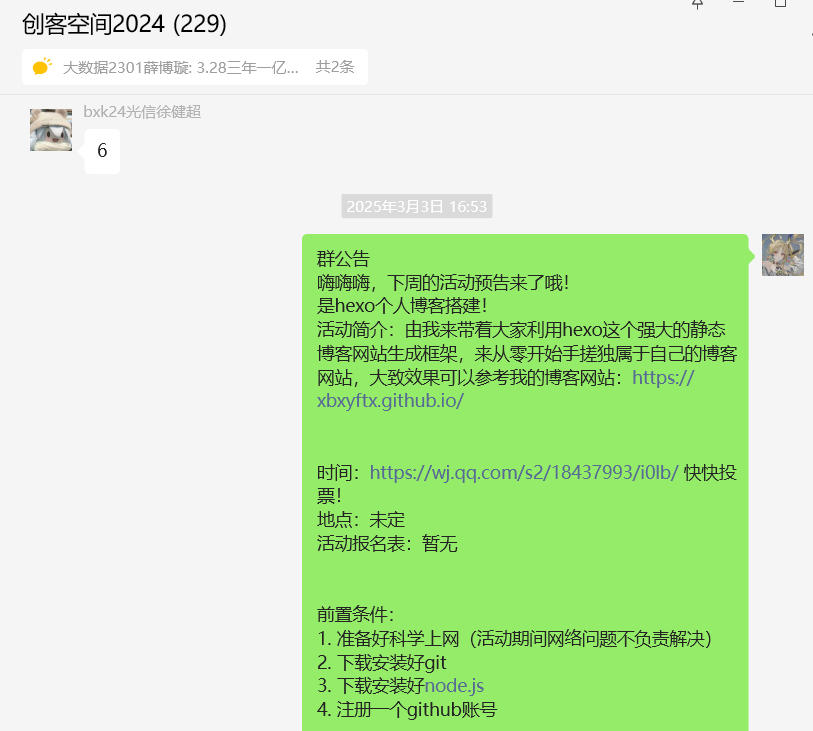 创客空间2024 (229)
大数据2301薛博璇: 3.28三年一亿... 共2条
bxk24光信徐健超
6
2025年3月3日 16:53
群公告
嗨嗨嗨，下周的活动预告来了哦！
是hexo个人博客搭建！
活动简介：由我来带着大家利用hexo这个强大的静态
博客网站生成框架，来从零开始手搓独属于自己的博客
网站，大致效果可以参考我的博客网站：https://
xbxyftx.github.io/
时间：https://wj.qq.com/s2/18437993/i0lb/ 快快投
票！
地点：未定
活动报名表：暂无
前置条件：
1. 准备好科学上网（活动期间网络问题不负责解决）
2. 下载安装好git
3. 下载安装好node.js
4. 注册一个github账号